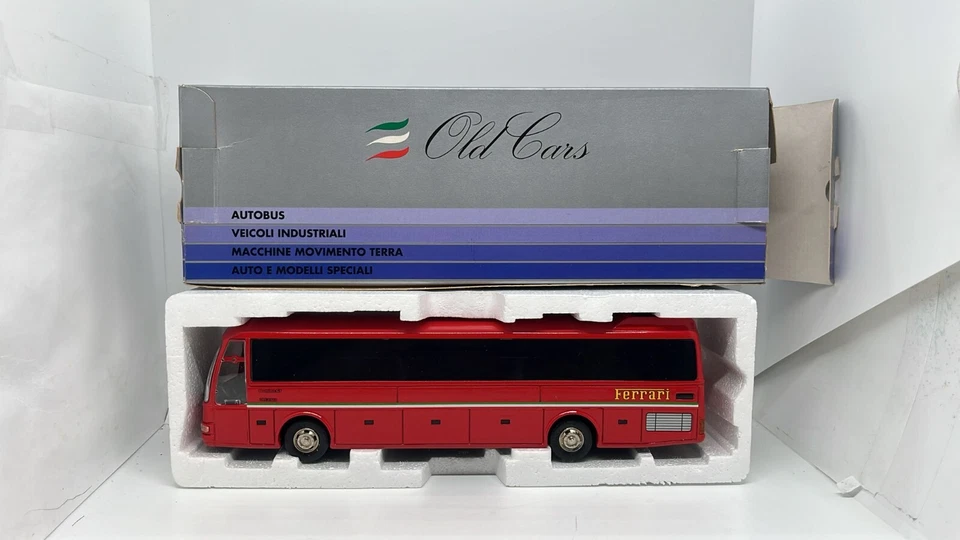 Old Cars
AUTOBUS
VEICOLI INDUSTRIALI
MACCHINE MOVIMENTO TERRA
AUTO E MODELLI SPECIALI
Ferrari